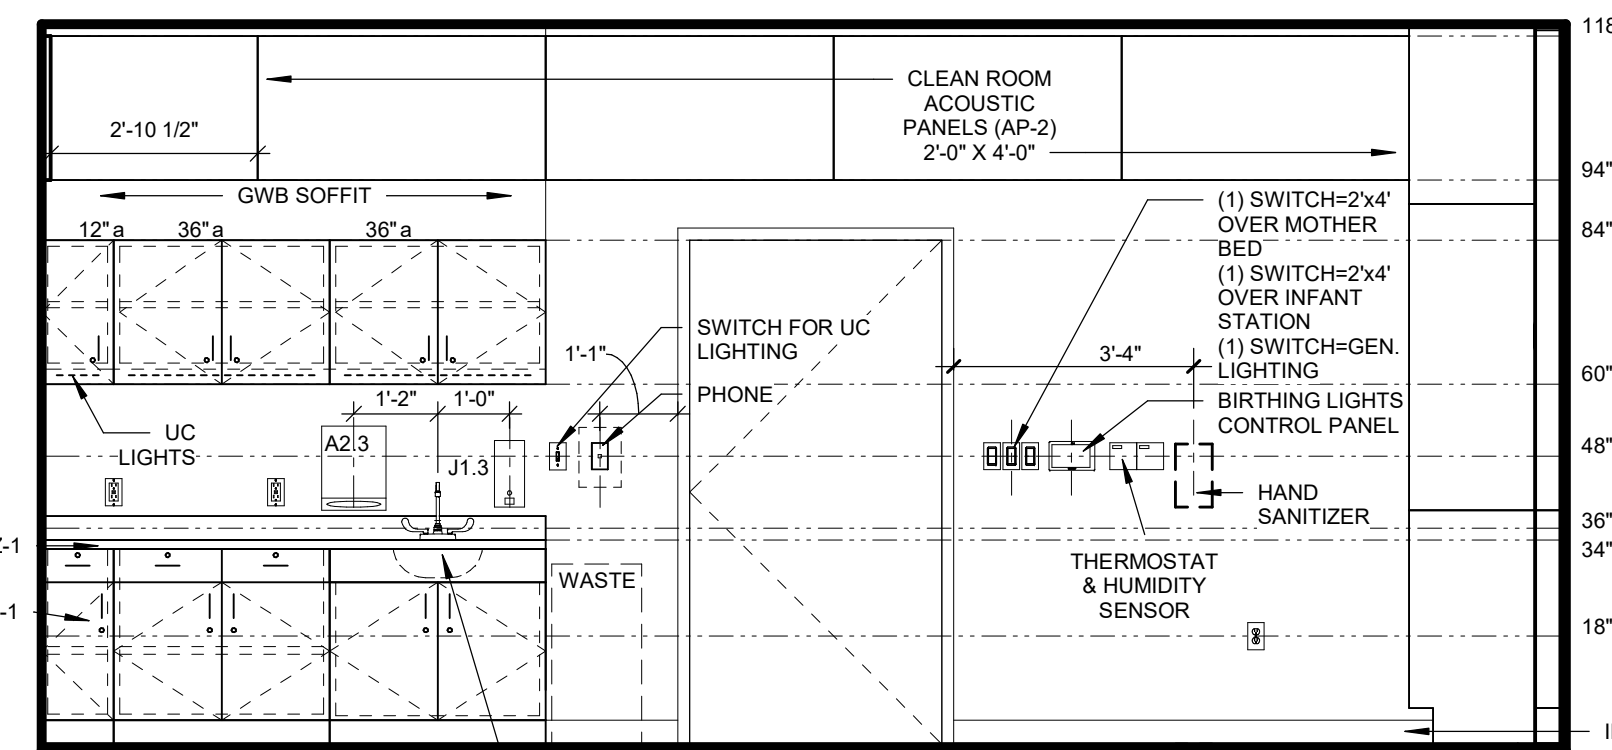 118
CLEAN ROOM
ACOUSTIC
PANELS (AP-2)
2'-0" X 4'-0"
2'-10 1/2"
94"
GWB SOFFIT
(1) SWITCH=2'x4'
OVER MOTHER
BED
(1) SWITCH=2'x4'
OVER INFANT
STATION
(1) SWITCH=GEN.
LIGHTING
84"
12"a 36"a 36"a
SWITCH FOR UC
LIGHTING
1'-1"
3'-4"
60"
PHONE
1'-2" 1'-0"
BIRTHING LIGHTS
CONTROL PANEL
UC
LIGHTS
A2.3
J1.3
48"
HAND
SANITIZER
36"
34"
-1
THERMOSTAT
& HUMIDITY
SENSOR
WASTE
-1
18"